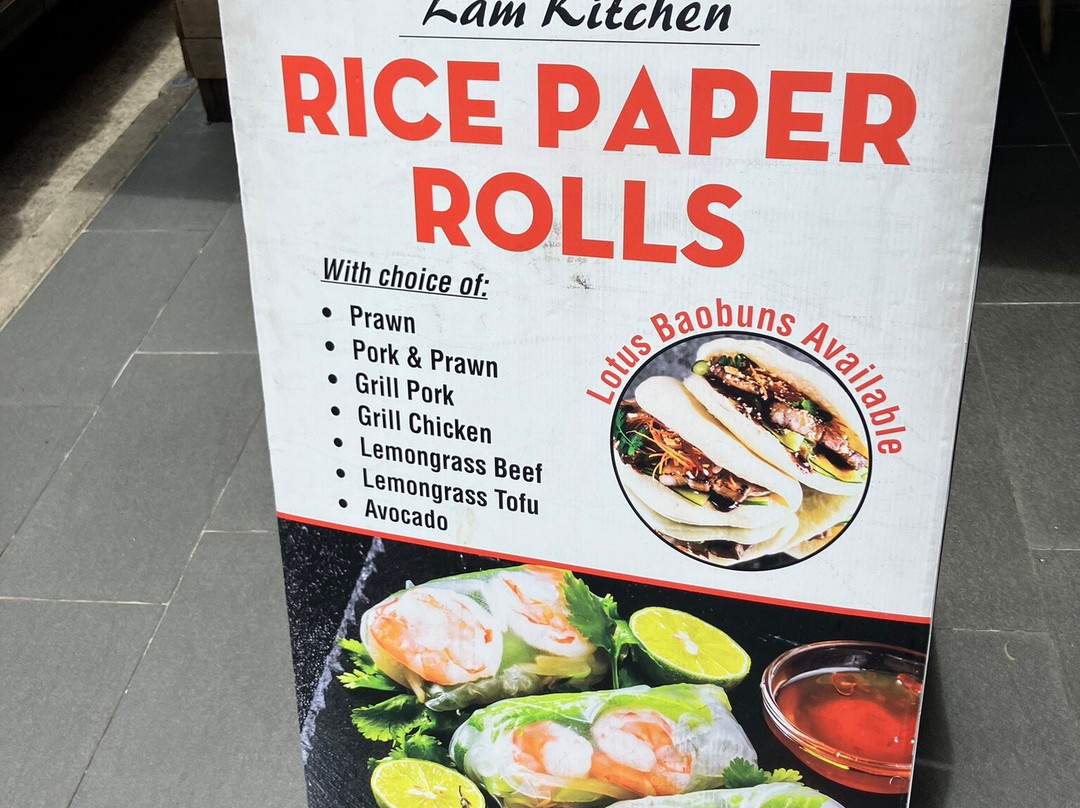 Lam Kitchen
RICE PAPER
ROLLS
With choice of:
• Prawn
• Pork & Prawn
• Grill Pork
• Grill Chicken
• Lemongrass Beef
• Lemongrass Tofu
• Avocado
Lotus Baobuns Available